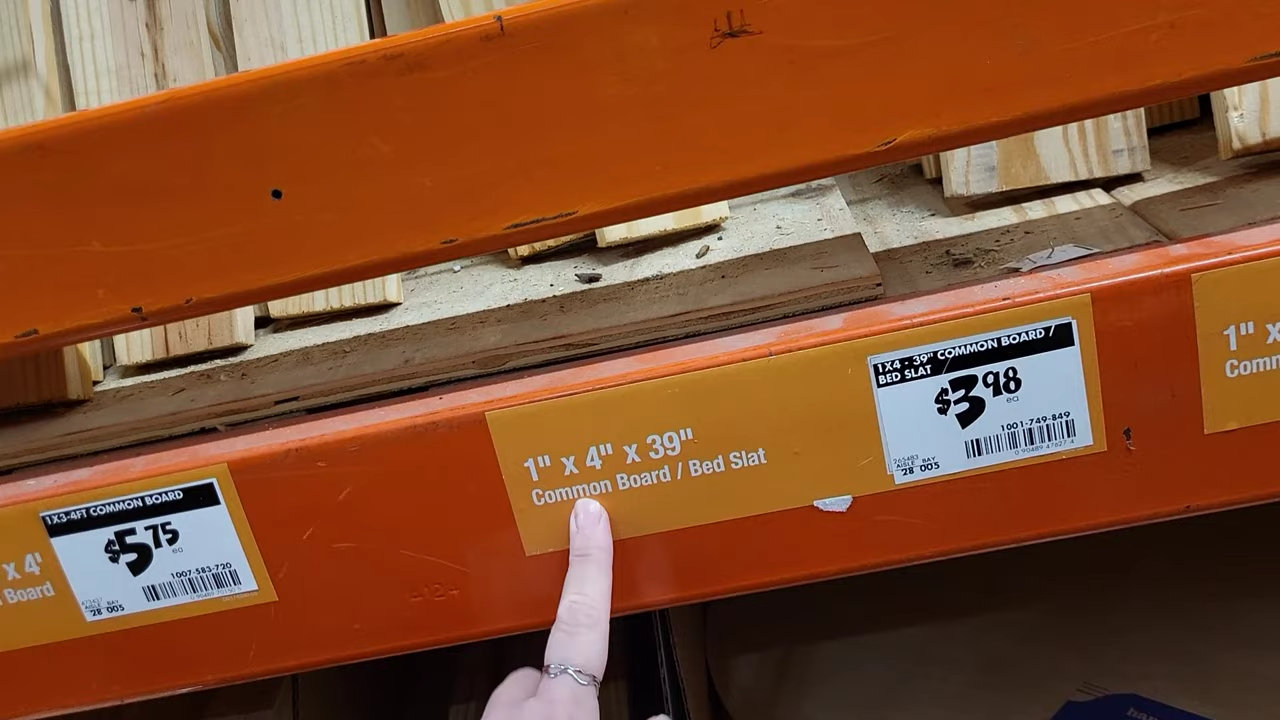 1" x 4" x 39"
Common Board / Bed Slat
1X4 - 39" COMMON BOARD /
BED SLAT
$3 98
ea
1001-749-849
AISLE BAY
28 005
1X3-4FT COMMON BOARD
$5 75
ea
1007-583-720
AISLE BAY
28 005
x 4'
Board
1" x
Comm